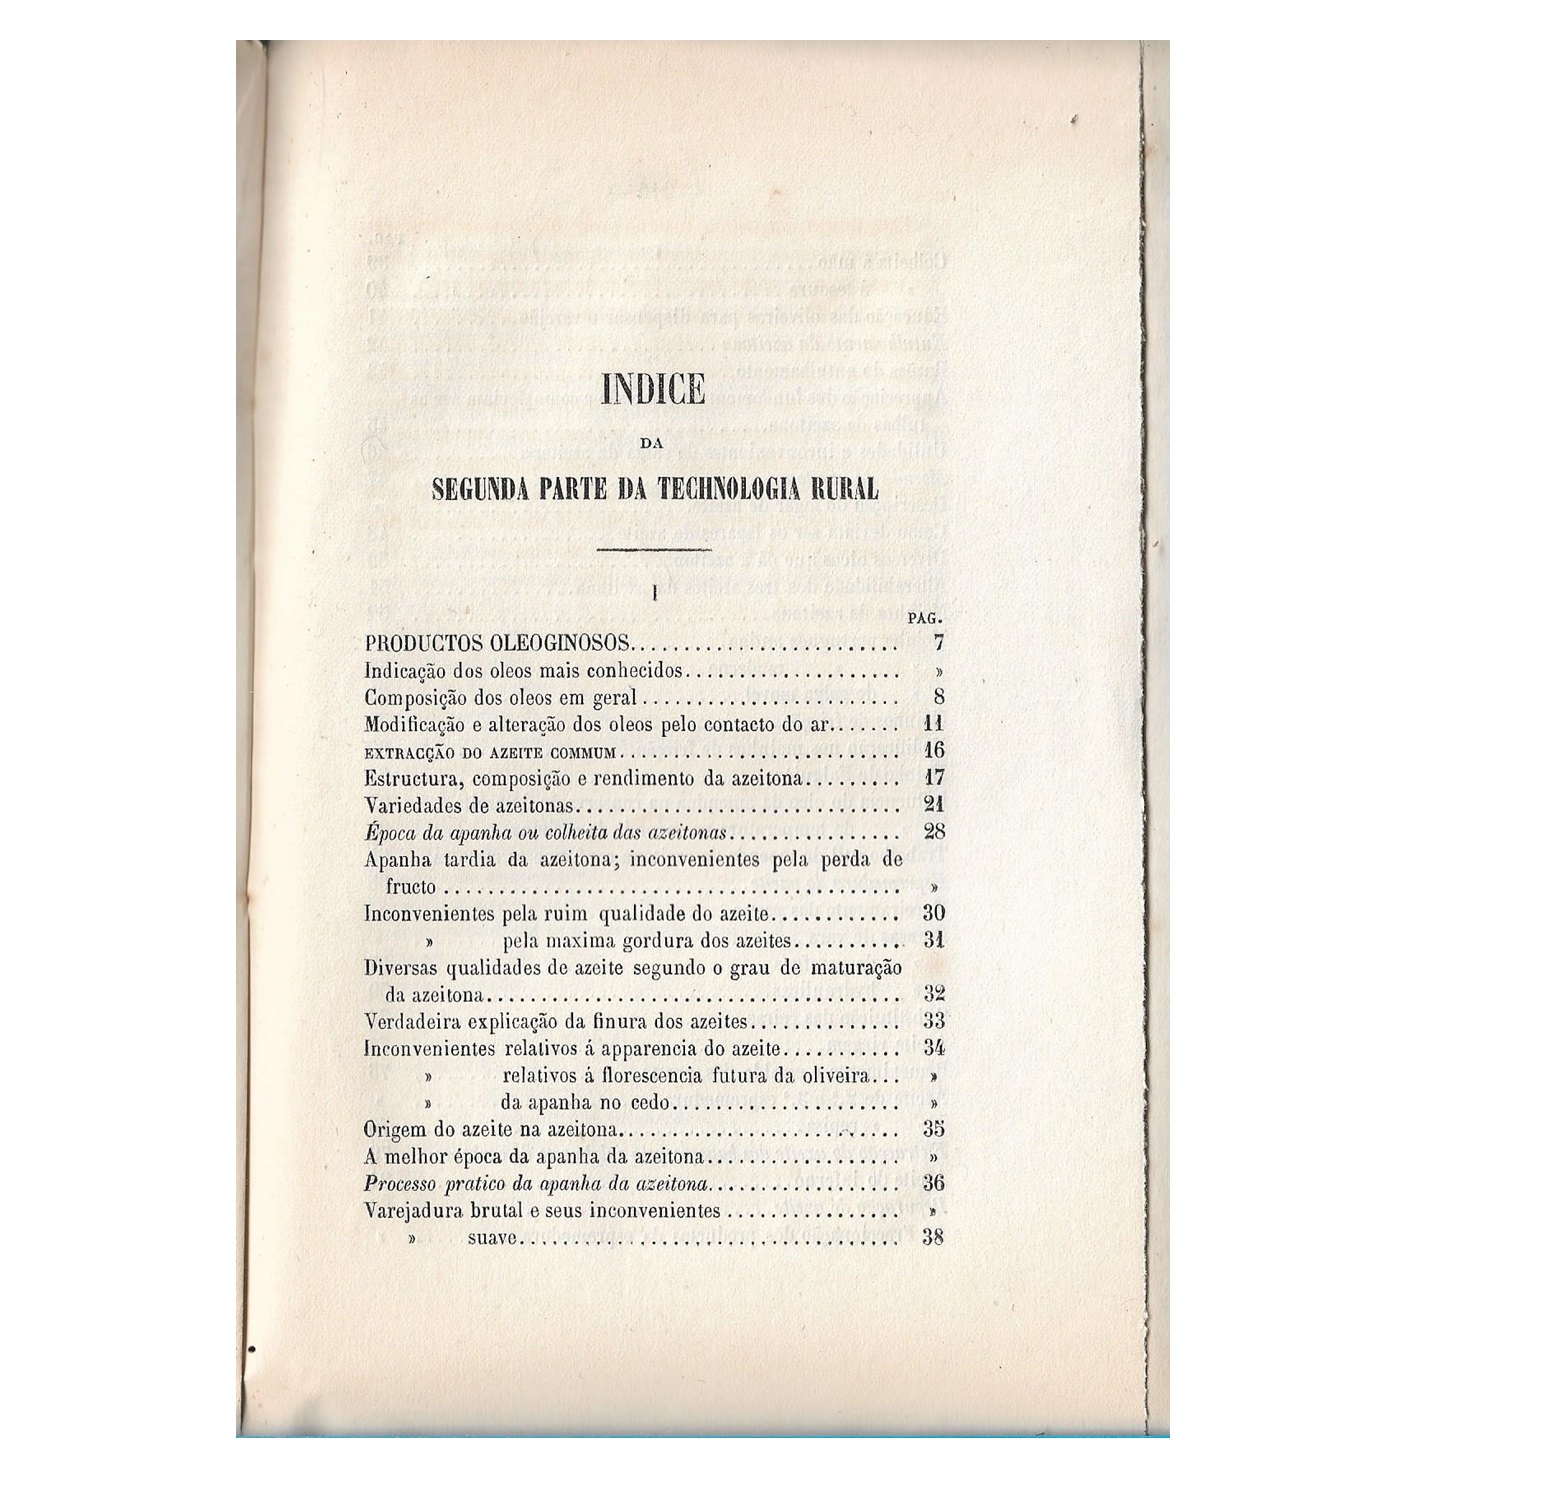 INDICE
DA
SEGUNDA PARTE DA TECHNOLOGIA RURAL
I
PAG.
PRODUCTOS OLEOGINOSOS........................ 7
Indicação dos oleos mais conhecidos.................... »
Composição dos oleos em geral........................ 8
Modificação e alteração dos oleos pelo contacto do ar....... 11
EXTRACÇÃO DO AZEITE COMMUM.......................... 16
Estructura, composição e rendimento da azeitona......... 17
Variedades de azeitonas.............................. 21
Época da apanha ou colheita das azeitonas................ 28
Apanha tardia da azeitona; inconvenientes pela perda de
fructo .......................................... »
Inconvenientes pela ruim qualidade do azeite............ 30
» pela maxima gordura dos azeites.......... 31
Diversas qualidades de azeite segundo o grau de maturação
da azeitona...................................... 32
Verdadeira explicação da finura dos azeites.............. 33
Inconvenientes relativos á apparencia do azeite........... 34
» relativos á florescencia futura da oliveira... »
» da apanha no cedo..................... »
Origem do azeite na azeitona.......................... 35
A melhor época da apanha da azeitona.................. »
Processo pratico da apanha da azeitona.................. 36
Varejadura brutal e seus inconvenientes ................ »
» suave................................... 38